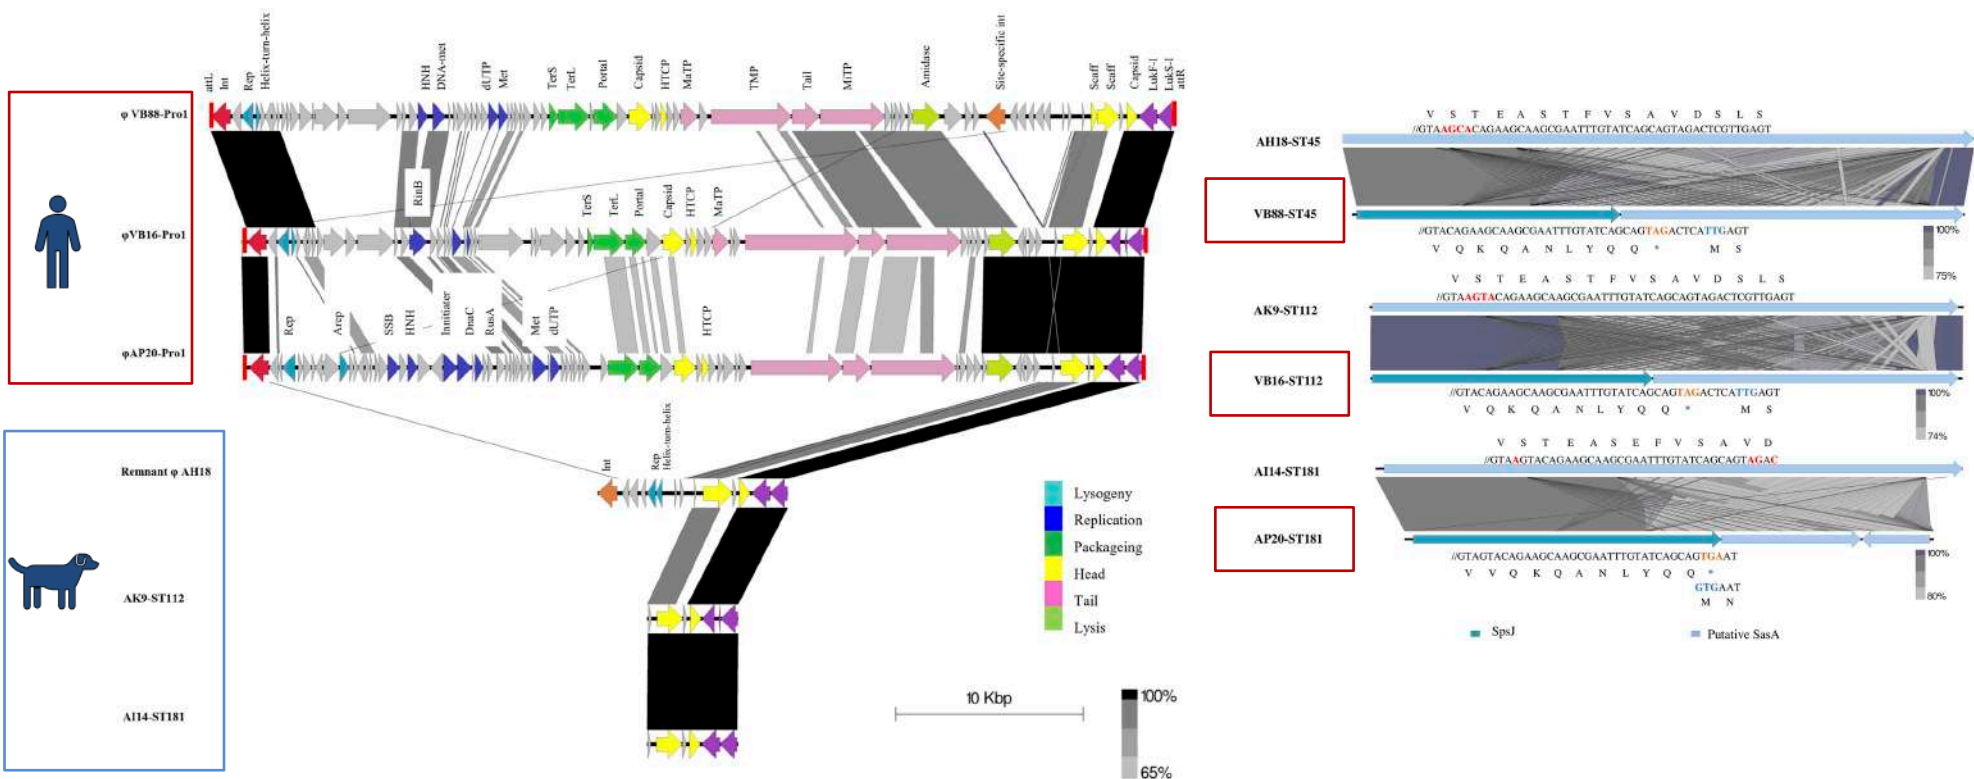 attL
Int
Rep
Helix-turn-helix
HNH
DNA-met
dUTP
Met
TerS
TerL
Portal
Capsid
HTCP
MaTP
TMP
Tail
MiTP
Amidase
Site-specific int
Scaff
Scaff
Capsid
LukF-I
LukS-I
attR
φ VB88-Pro1
RinB
TerS
TerL
Portal
Capsid
HTCP
MaTP
φVB16-Pro1
Rep
Arep
SSB
HNH
Innitiater
DnaC
RusA
Met
dUTP
HTCP
φAP20-Pro1
Int
Rep
Helix-turn-helix
Remnant φ AH18
AK9-ST112
AI14-ST181
Lysogeny
Replication
Packageing
Head
Tail
Lysis
10 Kbp
100%
65%
V S T E A S T F V S A V D S L S
//GTAAGCACAGAAGCAAGCGAATTTGTATCAGCAGTAGACTCGTTGAGT
AH18-ST45
VB88-ST45
//GTACAGAAGCAAGCGAATTTGTATCAGCAGTAGACTCATTGAGT
V Q K Q A N L Y Q Q * M S
100%
75%
V S T E A S T F V S A V D S L S
//GTAAGTACAGAAGCAAGCGAATTTGTATCAGCAGTAGACTCGTTGAGT
AK9-ST112
VB16-ST112
//GTACAGAAGCAAGCGAATTTGTATCAGCAGTAGACTCATTGAGT
V Q K Q A N L Y Q Q * M S
100%
74%
V S T E A S E F V S A V D
//GTAAGTACAGAAGCAAGCGAATTTGTATCAGCAGTAGAC
AI14-ST181
AP20-ST181
//GTAGTACAGAAGCAAGCGAATTTGTATCAGCAGTGAAT
V V Q K Q A N L Y Q Q *
GTGAAT
M N
100%
80%
SpsJ
Putative SasA